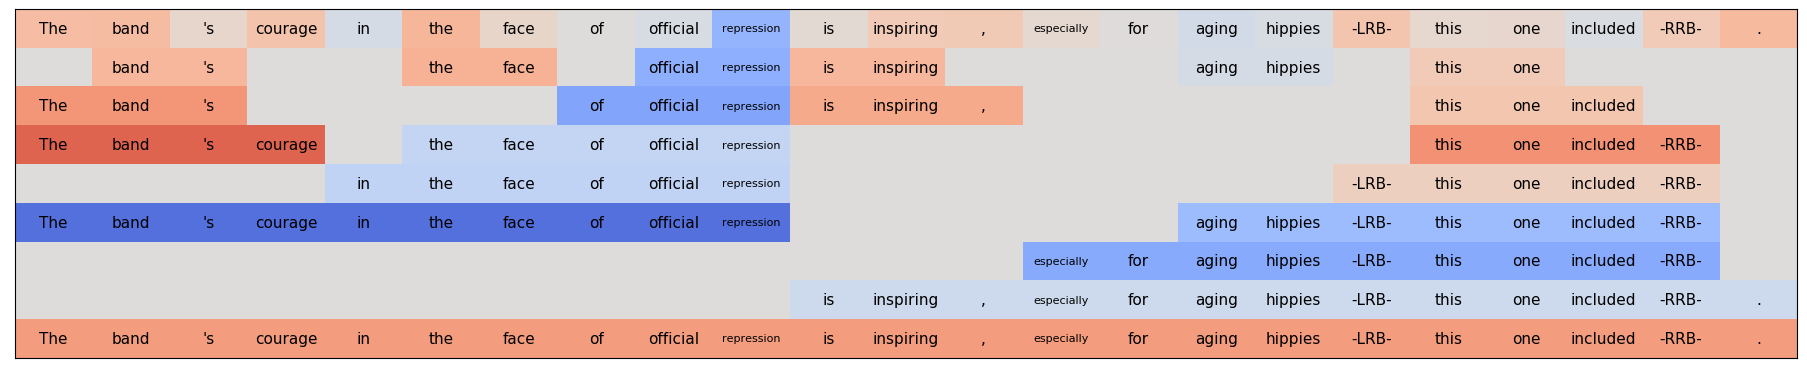 The band 's courage in the face of official repression is inspiring , especially for aging hippies -LRB- this one included -RRB- .
band 's the face official repression is inspiring aging hippies this one
The band 's of official repression is inspiring , this one included
The band 's courage the face of official repression this one included -RRB-
in the face of official repression -LRB- this one included -RRB-
The band 's courage in the face of official repression aging hippies -LRB- this one included -RRB-
especially for aging hippies -LRB- this one included -RRB-
is inspiring , especially for aging hippies -LRB- this one included -RRB- .
The band 's courage in the face of official repression is inspiring , especially for aging hippies -LRB- this one included -RRB- .